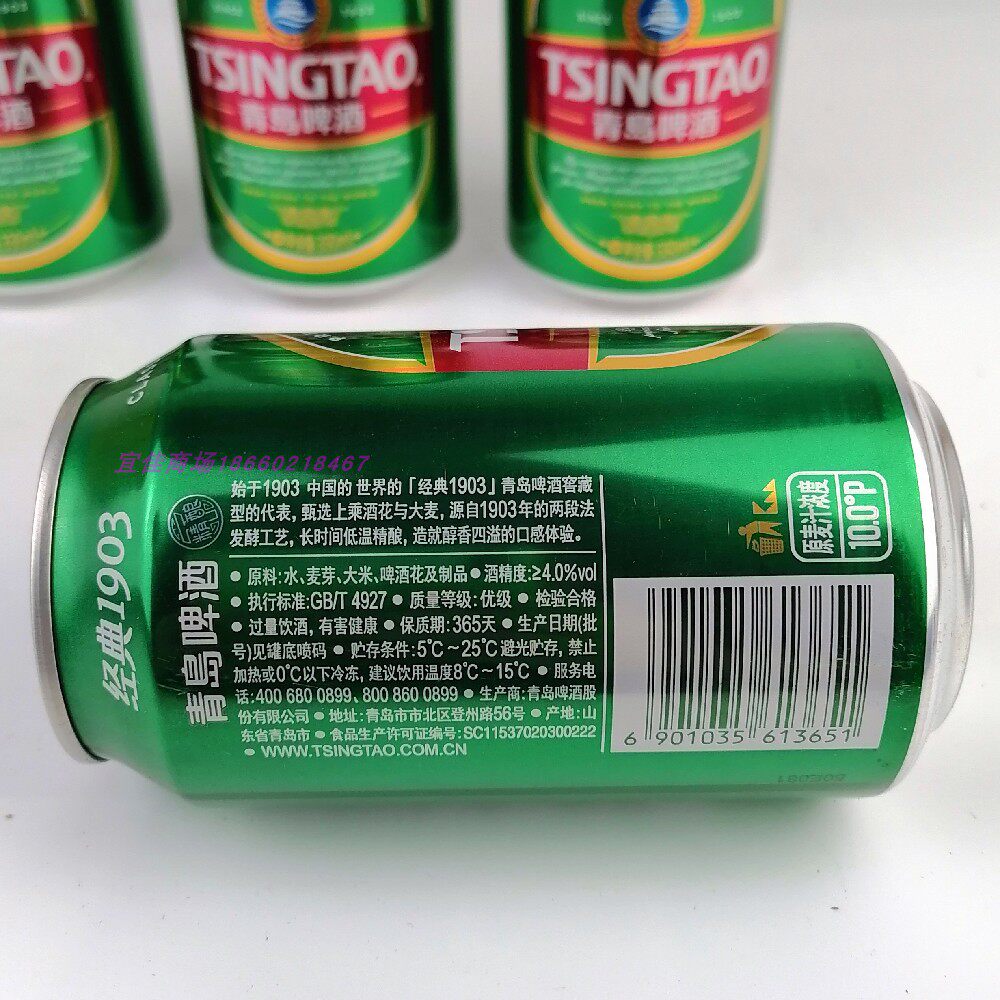 TAO
酒
TSINGTAO
青岛啤酒
TSINGTAO
青岛啤酒
宜佳商场18660218467
经典1903
青岛啤酒
始于1903 中国的 世界的「经典1903」青岛啤酒窖藏
型的代表，甄选上乘酒花与大麦，源自1903年的两段法
发酵工艺，长时间低温精酿，造就醇香四溢的口感体验。
● 原料:水、麦芽、大米、啤酒花及制品 ● 酒精度:≥4.0%vol
● 执行标准:GB/T 4927 ● 质量等级:优级 ● 检验合格
● 过量饮酒，有害健康 ● 保质期:365天 ● 生产日期(批
号)见罐底喷码 ● 贮存条件:5℃～25℃避光贮存，禁止
加热或0℃以下冷冻，建议饮用温度8℃～15℃ ● 服务电
话:400 680 0899、800 860 0899 ● 生产商:青岛啤酒股
份有限公司 ● 地址:青岛市市北区登州路56号 ● 产地:山
东省青岛市 ● 食品生产许可证编号:SC11537020300222
● WWW.TSINGTAO.COM.CN
原麦汁浓度
10.0°P
6 901035 613651